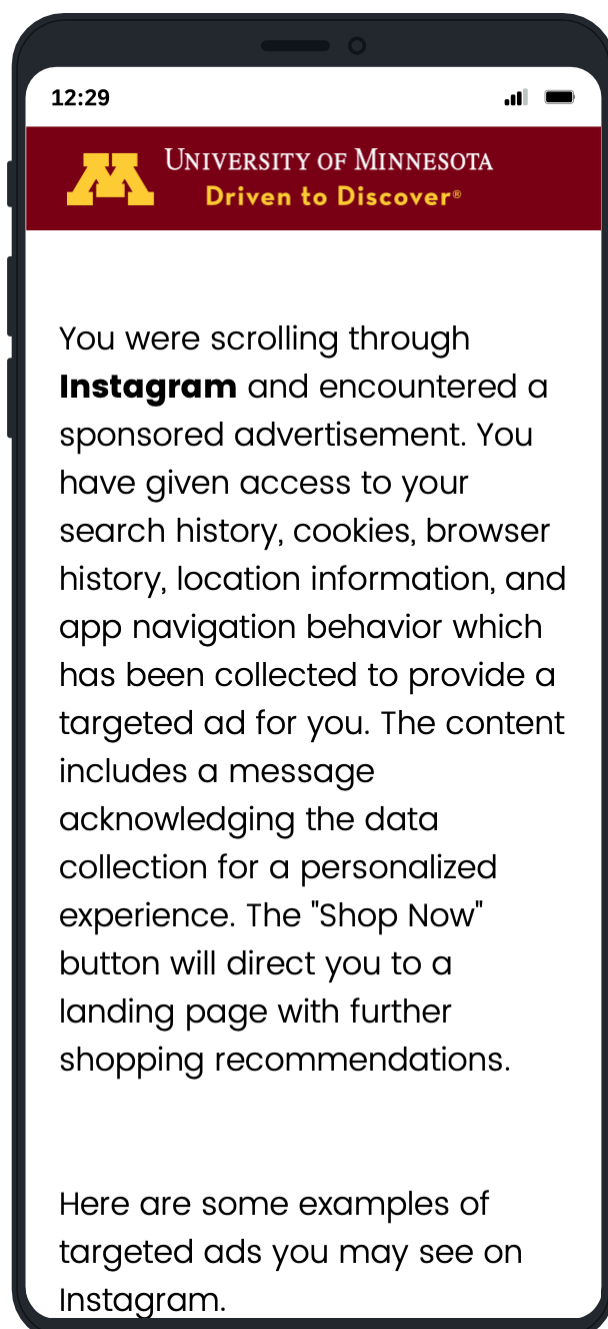 12:29
UNIVERSITY OF MINNESOTA
Driven to Discover®
You were scrolling through
Instagram and encountered a
sponsored advertisement. You
have given access to your
search history, cookies, browser
history, location information, and
app navigation behavior which
has been collected to provide a
targeted ad for you. The content
includes a message
acknowledging the data
collection for a personalized
experience. The "Shop Now"
button will direct you to a
landing page with further
shopping recommendations.
Here are some examples of
targeted ads you may see on
Instagram.